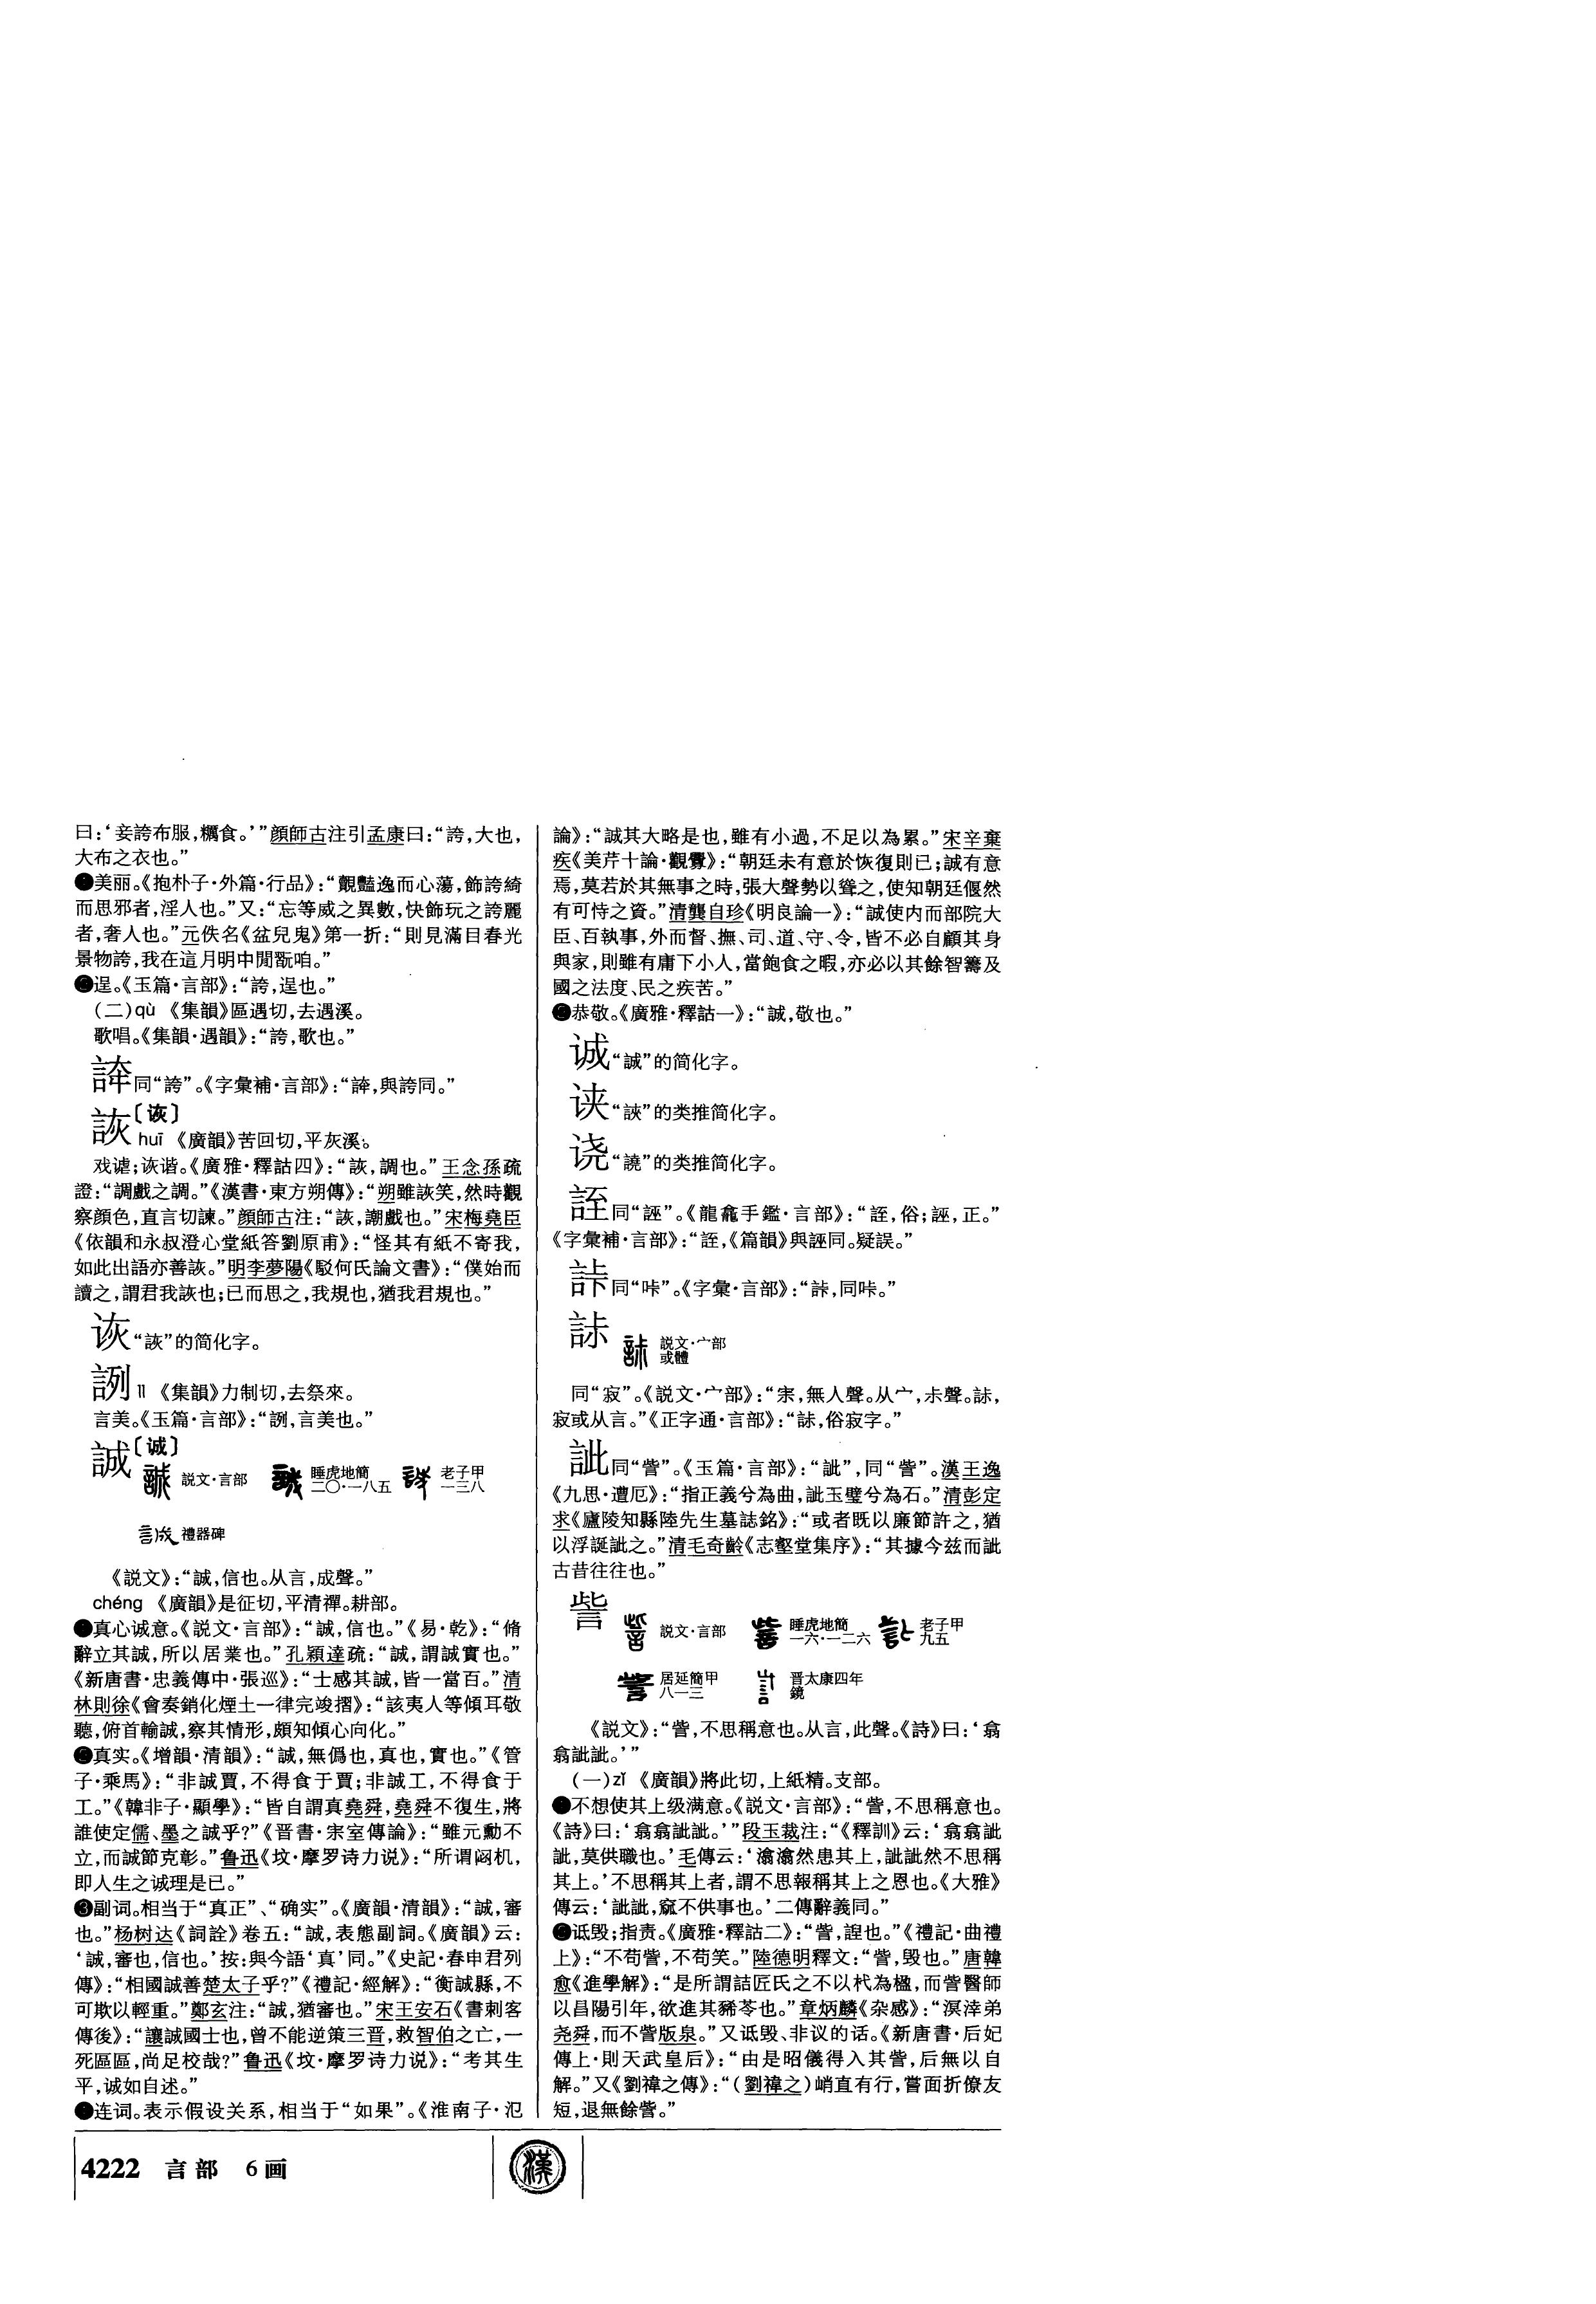 曰：‘妾誇布服，糲食。’”顔師古注引孟康曰：“誇，大也，
大布之衣也。”
美丽。《抱朴子·外篇·行品》：“覿豔逸而心蕩，飾誇綺
而思邪者，淫人也。”又：“忘等威之異數，快飾玩之誇麗
者，奢人也。”元佚名《盆兒鬼》第一折：“則見滿目春光
景物誇，我在這月明中閒翫咱。”
逞。《玉篇·言部》：“誇，逞也。”
（二）qù 《集韻》區遇切，去遇溪。
歌唱。《集韻·遇韻》：“誇，歌也。”
同“誇”。《字彙補·言部》：“，與誇同。”
詼〔诙〕
huī 《廣韻》苦回切，平灰溪。
戏谑；诙谐。《廣雅·釋詁四》：“詼，調也。”王念孫疏
證：“調戲之調。”《漢書·東方朔傳》：“朔雖詼笑，然時觀
察顔色，直言切諫。”顔師古注：“詼，潮戲也。”宋梅堯臣
《依韻和永叔澄心堂紙答劉原甫》：“怪其有紙不寄我，
如此出語亦善詼。”明李夢陽《駁何氏論文書》：“僕始而
讀之，謂君我詼也；已而思之，我規也，猶我君規也。”
诙“詼”的简化字。
䛩 lì 《集韻》力制切，去祭來。
言美。《玉篇·言部》：“䛩，言美也。”
誠〔诚〕
説文·言部 睡虎地簡二〇·一八五 老子甲一三八
禮器碑
《説文》：“誠，信也。从言，成聲。”
chéng 《廣韻》是征切，平清禪。耕部。
真心诚意。《説文·言部》：“誠，信也。”《易·乾》：“脩
辭立其誠，所以居業也。”孔穎達疏：“誠，謂誠實也。”
《新唐書·忠義傳中·張巡》：“士感其誠，皆一當百。”清
林則徐《會奏銷化煙土一律完竣摺》：“該夷人等傾耳敬
聽，俯首輸誠，察其情形，頗知傾心向化。”
真实。《增韻·清韻》：“誠，無僞也，真也，實也。”《管
子·乘馬》：“非誠賈，不得食于賈；非誠工，不得食于
工。”《韓非子·顯學》：“皆自謂真堯舜，堯舜不復生，將
誰使定儒、墨之誠乎？”《晋書·宗室傳論》：“雖元勳不
立，而誠節克彰。”鲁迅《坟·摩罗诗力说》：“所谓閟机，
即人生之诚理是已。”
❸副词。相当于“真正”、“确实”。《廣韻·清韻》：“誠，審
也。”杨树达《詞詮》卷五：“誠，表態副詞。《廣韻》云：
‘誠，審也，信也。’按：與今語‘真’同。”《史記·春申君列
傳》：“相國誠善楚太子乎？”《禮記·經解》：“衡誠縣，不
可欺以輕重。”鄭玄注：“誠，猶審也。”宋王安石《書刺客
傳後》：“讓誠國士也，曾不能逆策三晋，救智伯之亡，一
死區區，尚足校哉？”鲁迅《坟·摩罗诗力说》：“考其生
平，诚如自述。”
连词。表示假设关系，相当于“如果”。《淮南子·氾
論》：“誠其大略是也，雖有小過，不足以為累。”宋辛棄
疾《美芹十論·觀釁》：“朝廷未有意於恢復則已；誠有意
焉，莫若於其無事之時，張大聲勢以聳之，使知朝廷偃然
有可恃之資。”清龔自珍《明良論一》：“誠使内而部院大
臣、百執事，外而督、撫、司、道、守、令，皆不必自顧其身
與家，則雖有庸下小人，當飽食之暇，亦必以其餘智籌及
國之法度、民之疾苦。”
恭敬。《廣雅·釋詁一》：“誠，敬也。”
诚“誠”的简化字。
“詇”的类推简化字。
“譊”的类推简化字。
誈同“誣”。《龍龕手鑑·言部》：“誈，俗；誣，正。”
《字彙補·言部》：“誈，《篇韻》與誣同。疑誤。”
同“咔”。《字彙·言部》：“，同咔。”
説文·宀部或體
同“寂”。《説文·宀部》：“宗，無人聲。从宀，尗聲。，
寂或从言。”《正字通·言部》：“，俗寂字。”
訿同“訾”。《玉篇·言部》：“訿”，同“訾”。漢王逸
《九思·遭厄》：“指正義兮為曲，訿玉璧兮為石。”清彭定
求《廬陵知縣陸先生墓誌銘》：“或者既以廉節許之，猶
以浮誕訿之。”清毛奇齡《志壑堂集序》：“其據今兹而訿
古昔往往也。”
訾
説文·言部 睡虎地簡一六·一二六 老子甲九五
居延簡甲八一三 晋太康四年鏡
《説文》：“訾，不思稱意也。从言，此聲。《詩》曰：‘翕
翕訿訿。’”
（一）zǐ 《廣韻》將此切，上紙精。支部。
不想使其上级满意。《説文·言部》：“訾，不思稱意也。
《詩》曰：‘翕翕訿訿。’”段玉裁注：“《釋訓》云：‘翕翕訿
訿，莫供職也。’毛傳云：‘潝潝然患其上，訿訿然不思稱
其上。’不思稱其上者，謂不思報稱其上之恩也。《大雅》
傳云：‘訿訿，窳不供事也。’二傳辭義同。”
诋毁；指责。《廣雅·釋詁二》：“訾，諻也。”《禮記·曲禮
上》：“不苟訾，不苟笑。”陸德明釋文：“訾，毁也。”唐韓
愈《進學解》：“是所謂詰匠氏之不以杙為楹，而訾醫師
以昌陽引年，欲進其豨苓也。”章炳麟《杂感》：“溟涬弟
尧舜，而不訾版泉。”又诋毁、非议的话。《新唐書·后妃
傳上·則天武皇后》：“由是昭儀得入其訾，后無以自
解。”又《劉禕之傳》：“（劉禕之）峭直有行，嘗面折僚友
短，退無餘訾。”
4222 言部 6画
漢